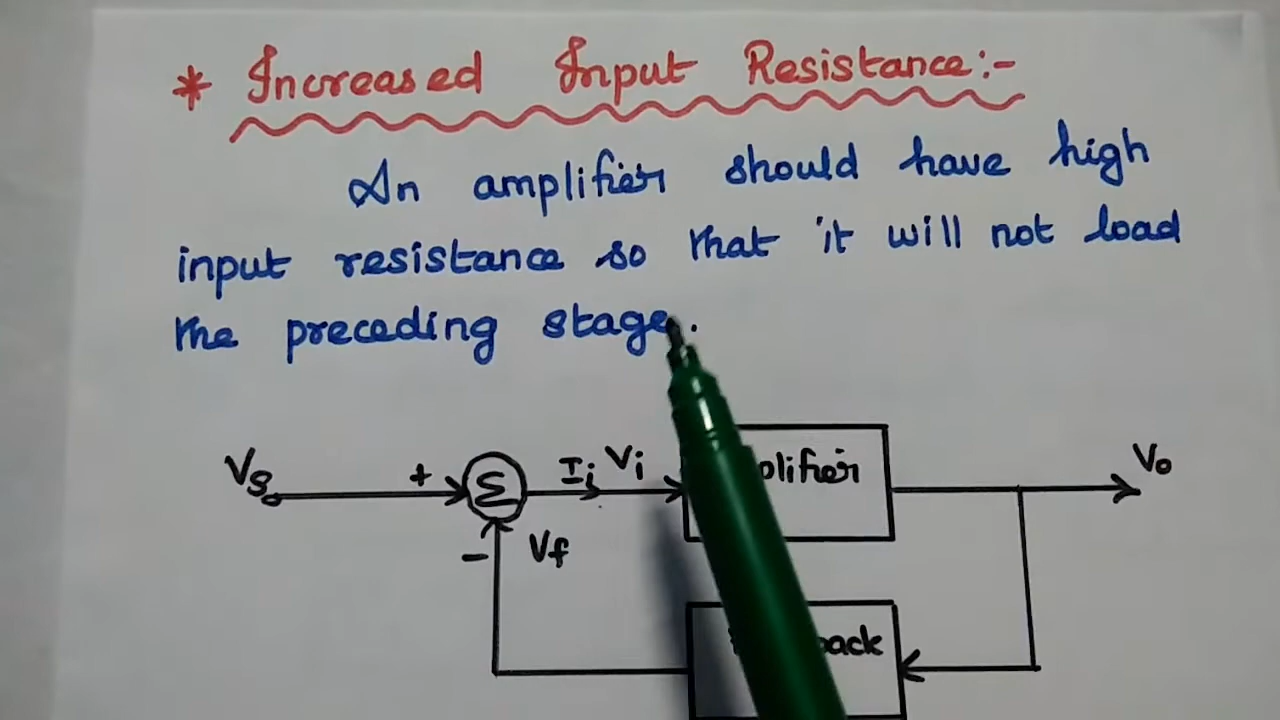 * Increased Input Resistance:-
An amplifier should have high
input resistance so that it will not load
the preceding stage.
Vs + Σ Ii Vi Vo
- Vf